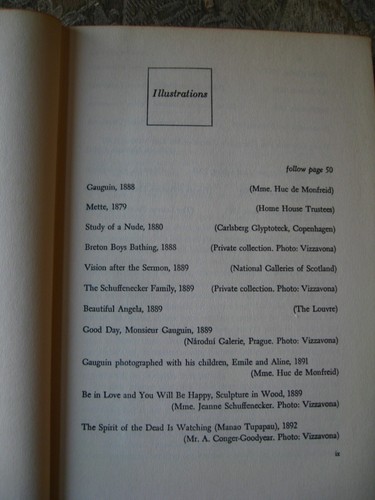 Illustrations
follow page 50
Gauguin, 1888 (Mme. Huc de Monfreid)
Mette, 1879 (Home House Trustees)
Study of a Nude, 1880 (Carlsberg Glyptoteck, Copenhagen)
Breton Boys Bathing, 1888 (Private collection. Photo: Vizzavona)
Vision after the Sermon, 1889 (National Galleries of Scotland)
The Schuffenecker Family, 1889 (Private collection. Photo: Vizzavona)
Beautiful Angela, 1889 (The Louvre)
Good Day, Monsieur Gauguin, 1889
(Národní Galerie, Prague. Photo: Vizzavona)
Gauguin photographed with his children, Emile and Aline, 1891
(Mme. Huc de Monfreid)
Be in Love and You Will Be Happy, Sculpture in Wood, 1889
(Mme. Jeanne Schuffenecker. Photo: Vizzavona)
The Spirit of the Dead Is Watching (Manao Tupapau), 1892
(Mr. A. Conger-Goodyear. Photo: Vizzavona)
ix